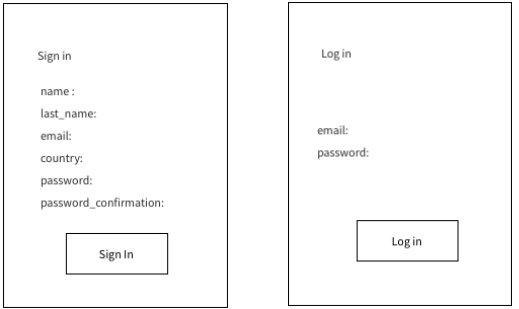 Sign in
name :
last_name:
email:
country:
password:
password_confirmation:
Sign In
Log in
email:
password:
Log in